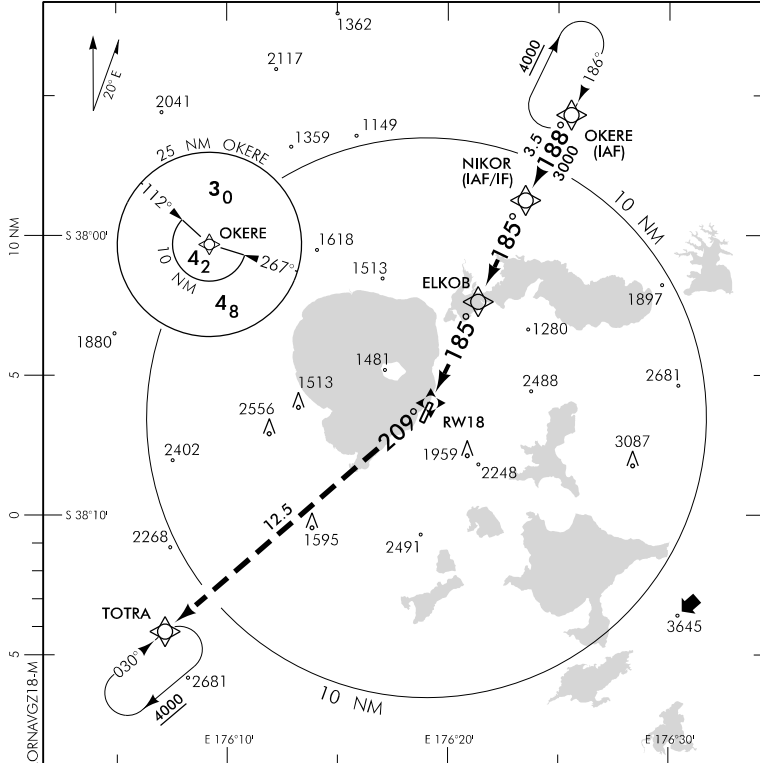 1362
2117
20° E
2041
1149
1359
4000
186°
OKERE
(IAF)
3.5
188°
3000
NIKOR
(IAF/IF)
25 NM OKERE
3₀
112°
OKERE
4₂
10 NM
267°
4₈
10 NM
S 38°00'
10 NM
1618
1513
185°
ELKOB
1897
1880
1280
185°
1481
5
1513
2488
2681
2556
209°
RW18
2402
1959
2248
3087
12.5
0
S 38°10'
1595
2268
2491
TOTRA
3645
030°
5
2681
4000
10 NM
ORNAVGZ18-M
E 176°10'
E 176°20'
E 176°30'